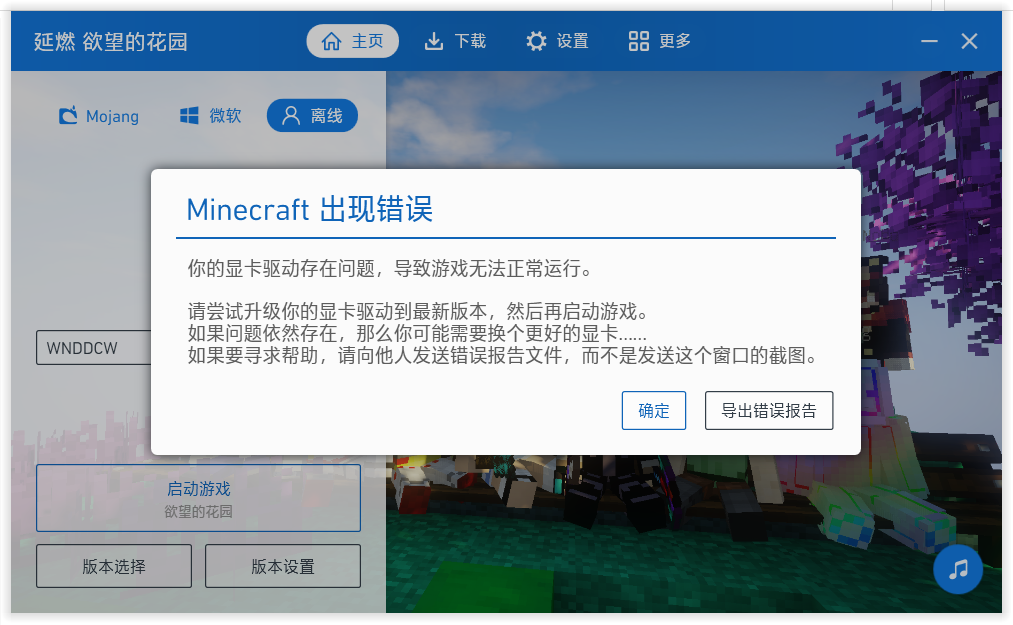 延燃 欲望的花园
主页
下载
设置
更多
Mojang
微软
离线
Minecraft 出现错误
你的显卡驱动存在问题，导致游戏无法正常运行。
请尝试升级你的显卡驱动到最新版本，然后再启动游戏。
如果问题依然存在，那么你可能需要换个更好的显卡......
如果要寻求帮助，请向他人发送错误报告文件，而不是发送这个窗口的截图。
WNDDCW
确定
导出错误报告
启动游戏
欲望的花园
版本选择
版本设置